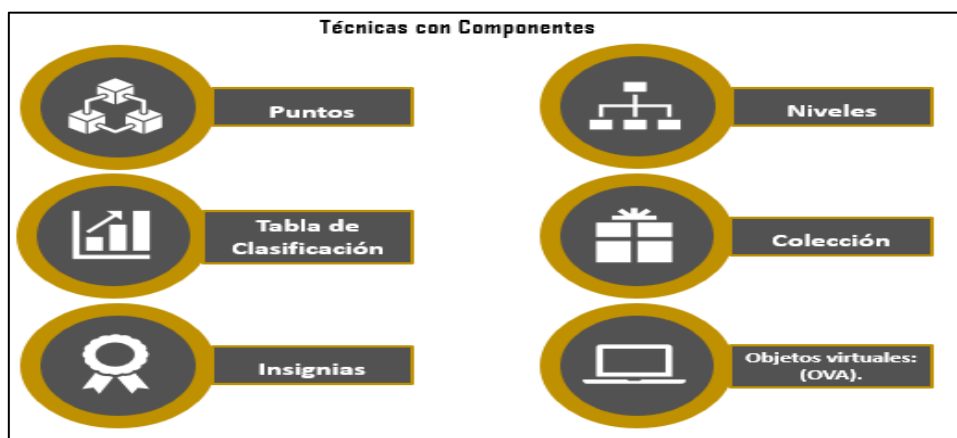 Técnicas con Componentes
Puntos
Niveles
Tabla de
Clasificación
Colección
Insignias
Objetos virtuales:
(OVA).